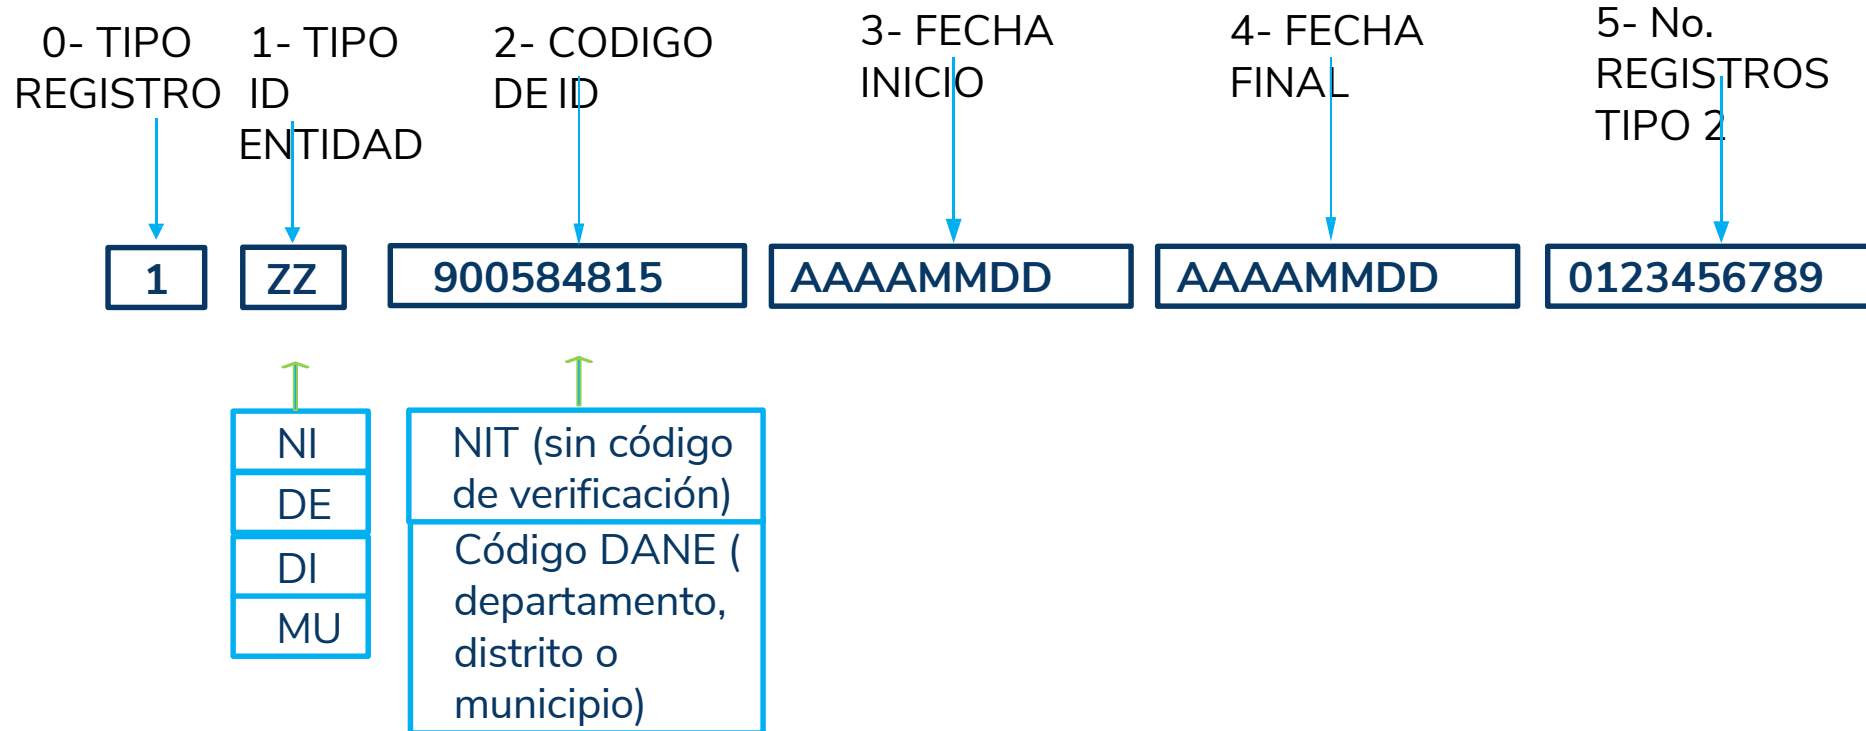 0- TIPO
REGISTRO
1- TIPO
ID
ENTIDAD
2- CODIGO
DE ID
3- FECHA
INICIO
4- FECHA
FINAL
5- No.
REGISTROS
TIPO 2
1
ZZ
900584815
AAAAMMDD
AAAAMMDD
0123456789
NI
DE
DI
MU
NIT (sin código
de verificación)
Código DANE (
departamento,
distrito o
municipio)